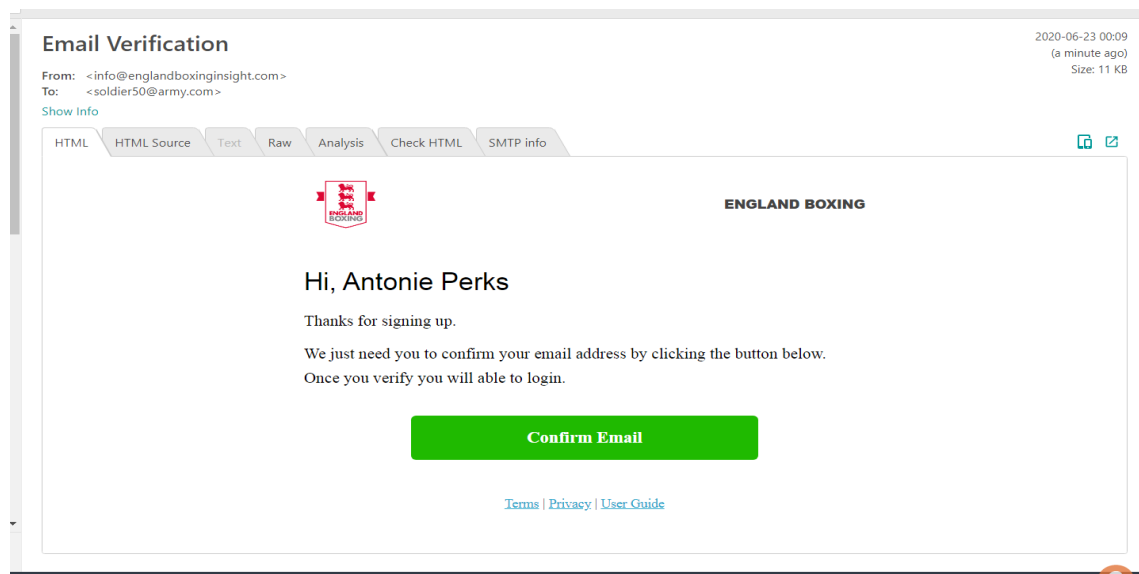 Email Verification
2020-06-23 00:09
(a minute ago)
Size: 11 KB
From: <info@englandboxinginsight.com>
To: <soldier50@army.com>
Show Info
HTML HTML Source Text Raw Analysis Check HTML SMTP info
ENGLAND
BOXING
ENGLAND BOXING
Hi, Antonie Perks
Thanks for signing up.
We just need you to confirm your email address by clicking the button below.
Once you verify you will able to login.
Confirm Email
Terms | Privacy | User Guide